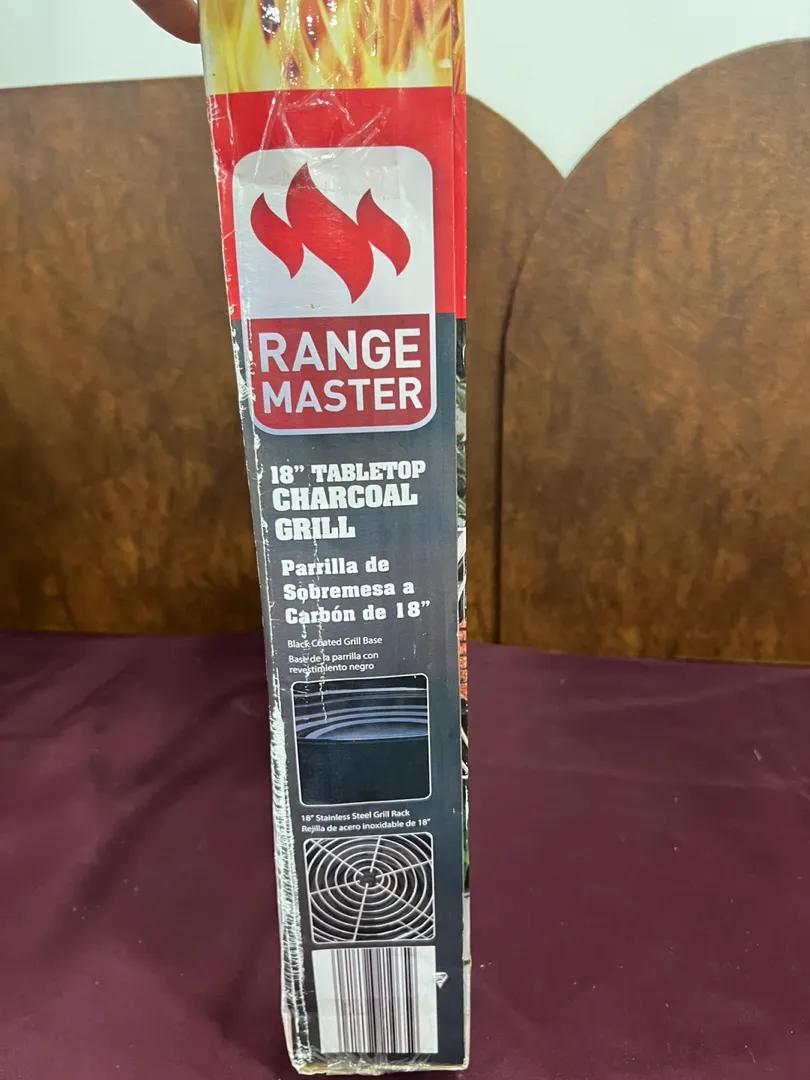 RANGE
MASTER
18” TABLETOP
CHARCOAL
GRILL
Parrilla de
Sobremesa a
Carbón de 18”
Black Coated Grill Base
Base de la parrilla con
revestimiento negro
18” Stainless Steel Grill Rack
Rejilla de acero inoxidable de 18”